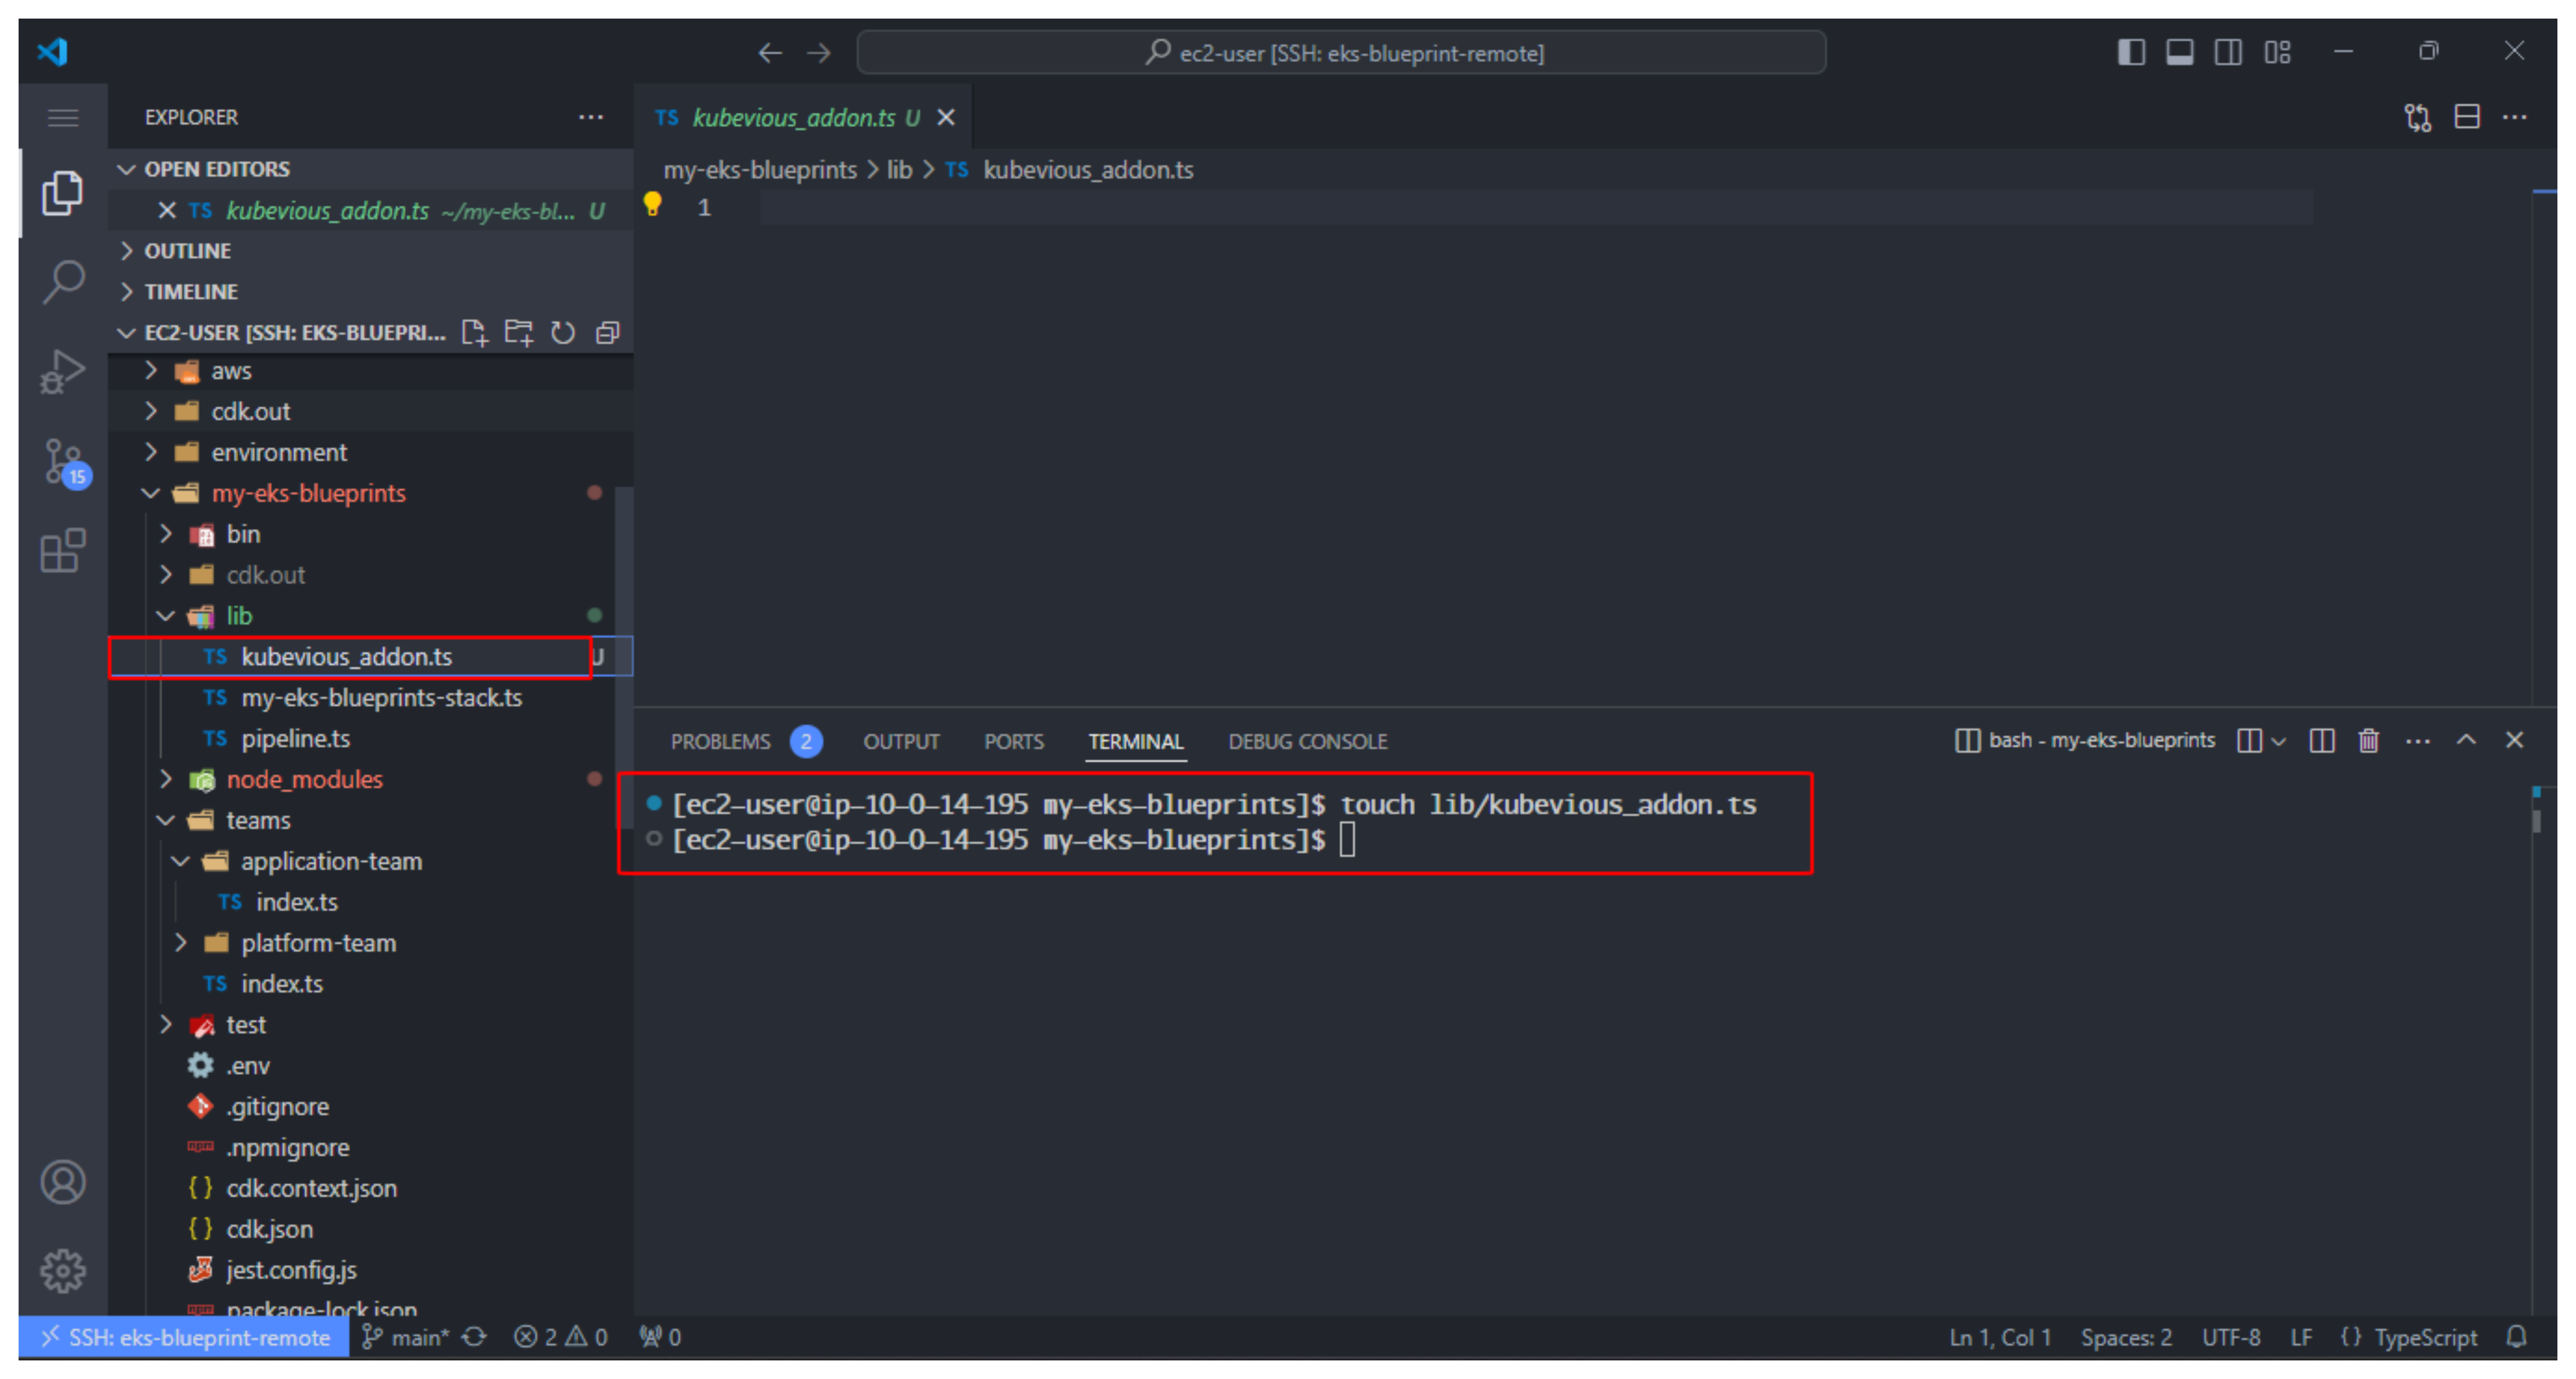 ec2-user [SSH: eks-blueprint-remote]
EXPLORER
OPEN EDITORS
TS kubevious_addon.ts ~/my-eks-bl... U
OUTLINE
TIMELINE
EC2-USER [SSH: EKS-BLUEPRI...
aws
cdk.out
environment
my-eks-blueprints
bin
cdk.out
lib
TS kubevious_addon.ts U
TS my-eks-blueprints-stack.ts
TS pipeline.ts
node_modules
teams
application-team
TS index.ts
platform-team
TS index.ts
test
.env
.gitignore
.npmignore
{} cdk.context.json
{} cdk.json
jest.config.js
package-lock.json
15
TS kubevious_addon.ts U
my-eks-blueprints > lib > TS kubevious_addon.ts
1
PROBLEMS 2 OUTPUT PORTS TERMINAL DEBUG CONSOLE
bash - my-eks-blueprints
[ec2-user@ip-10-0-14-195 my-eks-blueprints]$ touch lib/kubevious_addon.ts
[ec2-user@ip-10-0-14-195 my-eks-blueprints]$
SSH: eks-blueprint-remote main* 2 0 0
Ln 1, Col 1 Spaces: 2 UTF-8 LF {} TypeScript